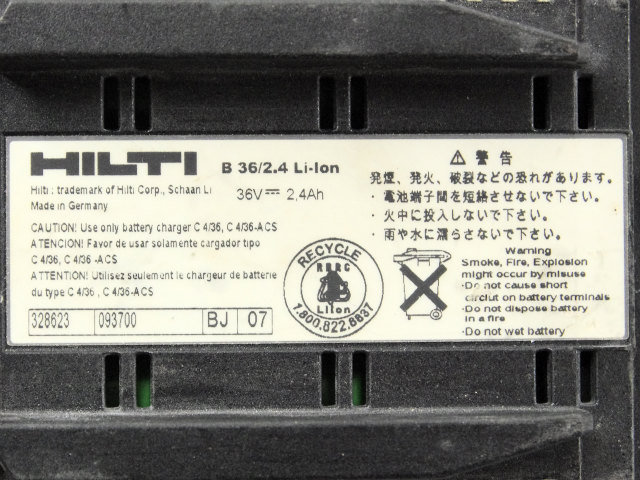 HILTI B 36/2.4 Li-Ion
Hilti : trademark of Hilti Corp., Schaan Li
Made in Germany
36V 2,4Ah
CAUTION! Use only battery charger C 4/36, C 4/36-ACS
ATENCION! Favor de usar solamente cargador tipo
C 4/36, C 4/36-ACS
ATTENTION! Utilisez seulement le chargeur de batterie
du type C 4/36 , C 4/36-ACS
328623 093700 BJ 07
RECYCLE
RBRC
Li Ion
1.800.822.8837
警告
発煙、発火、破裂などの恐れがあります。
・電池端子間を短絡させないで下さい。
・火中に投入しないで下さい。
・雨や水に濡らさないで下さい。
Warning
Smoke, Fire, Explosion
might occur by misuse
·Do not cause short
circiut on battery terminals
·Do not dispose battery
in a fire
·Do not wet battery